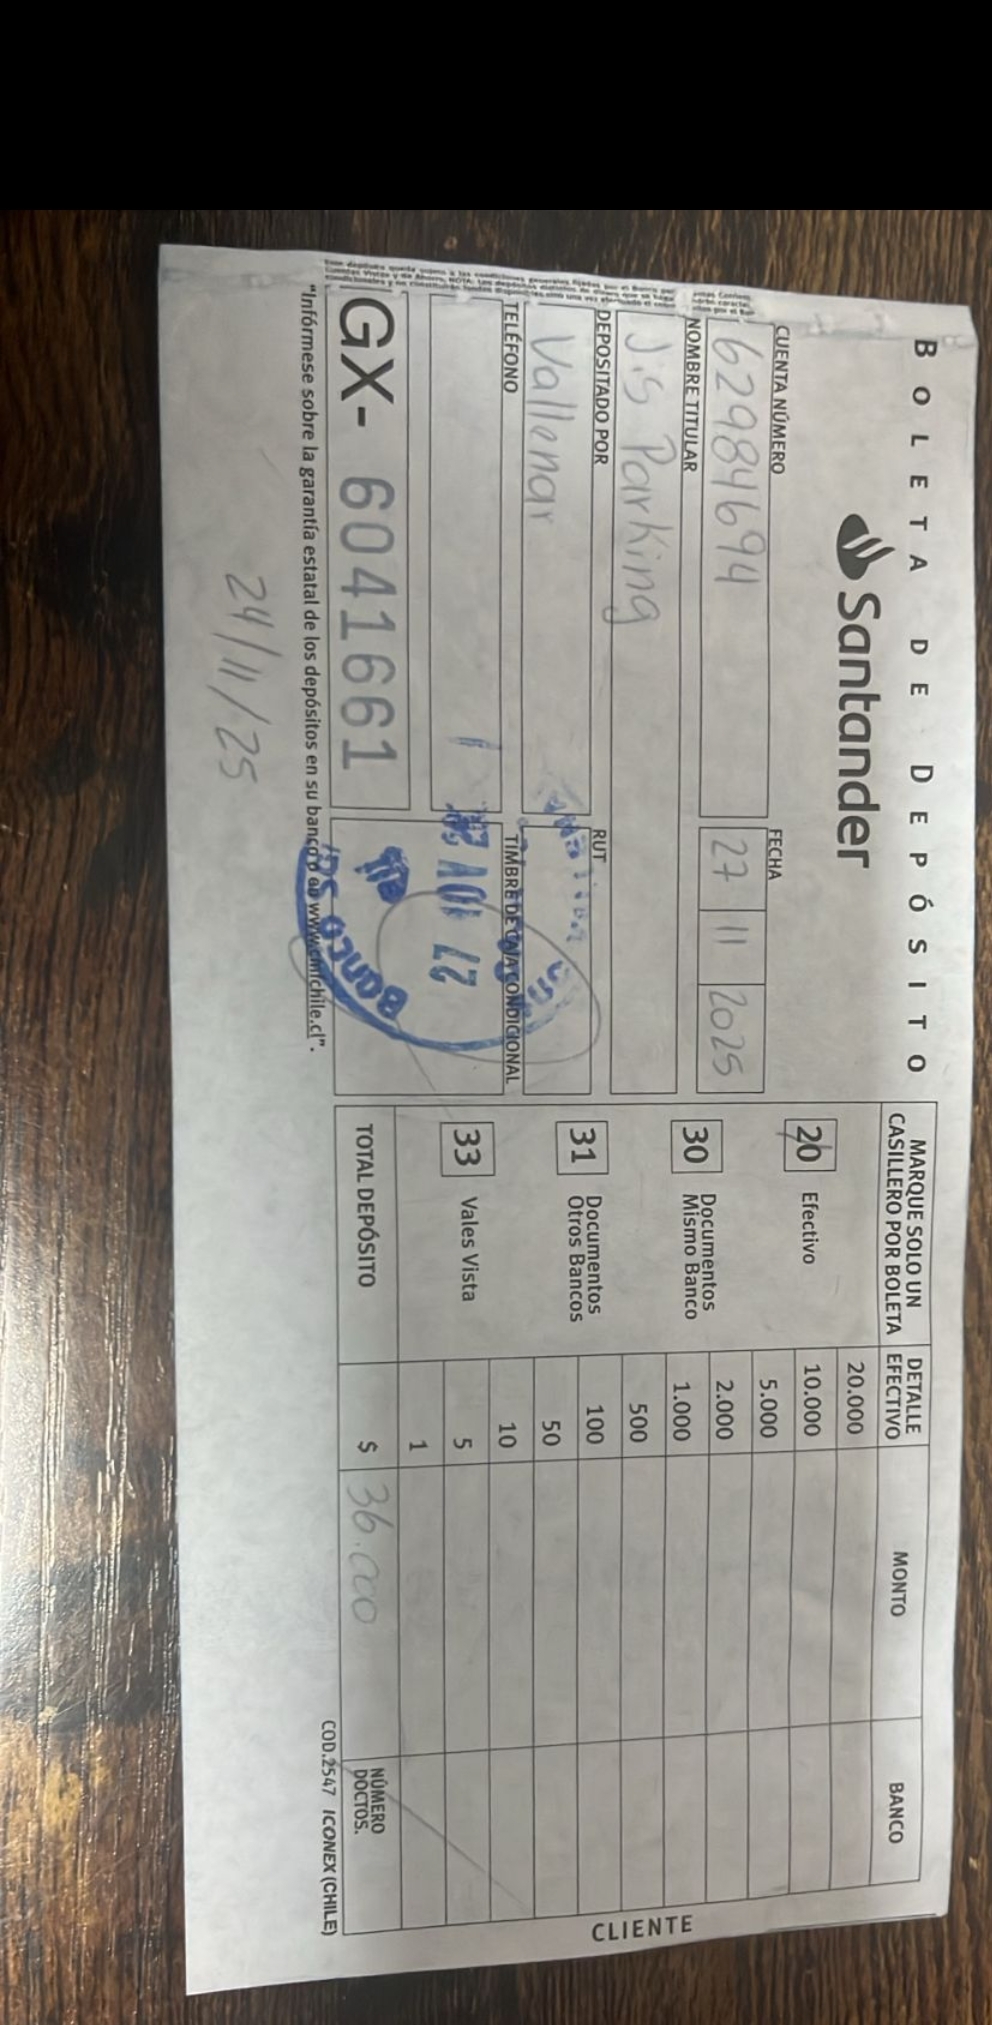 BOLETA DE DEPÓSITO
Santander
CUENTA NÚMERO
629846694
FECHA
27 11 2025
NOMBRE TITULAR
J.S Parking
DEPOSITADO POR
Vallenar
RUT
TELÉFONO
TIMBRE DE CAJA CONDICIONAL
27 NOV
GX- 6041661
"Infórmese sobre la garantía estatal de los depósitos en su banco o en www.cmfchile.cl".
24/11/25
MARQUE SOLO UN
CASILLERO POR BOLETA
20 Efectivo
30 Documentos
Mismo Banco
31 Documentos
Otros Bancos
33 Vales Vista
TOTAL DEPÓSITO
DETALLE
EFECTIVO
MONTO
BANCO
20.000
10.000
5.000
2.000
1.000
500
100
50
10
5
1
$ 36.000
NÚMERO
DOCTOS.
COD.2547 ICONEX (CHILE)
CLIENTE